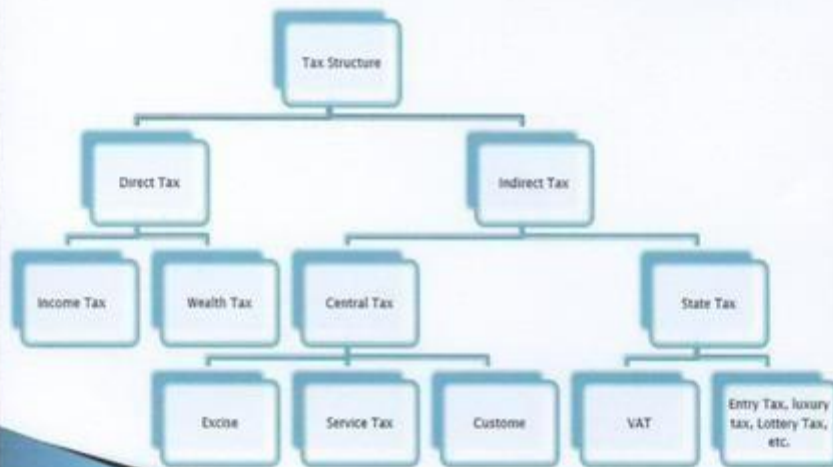 Tax Structure
Direct Tax
Indirect Tax
Income Tax
Wealth Tax
Central Tax
State Tax
Excise
Service Tax
Custome
VAT
Entry Tax, luxury
tax, Lottery Tax,
etc.